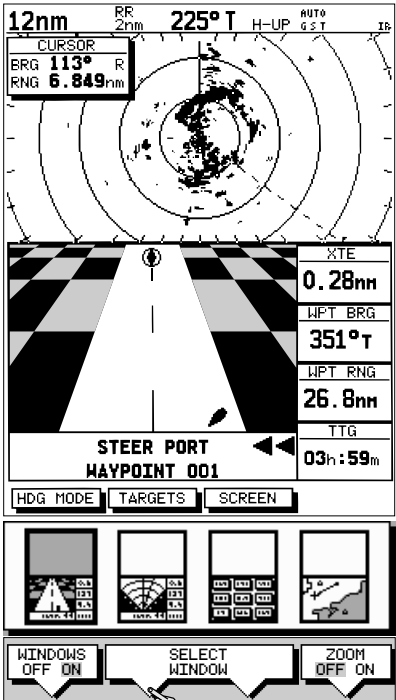 12nm RR 2nm 225°T H-UP AUTO GST IR
CURSOR
BRG 113° R
RNG 6.849nm
XTE
0.28nm
WPT BRG
351°T
WPT RNG
26.8nm
TTG
03h:59m
STEER PORT
WAYPOINT 001
HDG MODE TARGETS SCREEN
WINDOWS OFF ON
SELECT WINDOW
ZOOM OFF ON